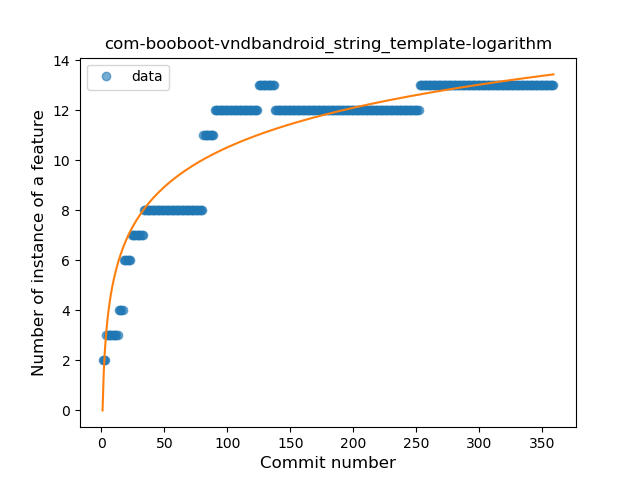 com-booboot-vndbandroid_string_template-logarithm
data
Number of instance of a feature
14
12
10
8
6
4
2
0
0 50 100 150 200 250 300 350
Commit number